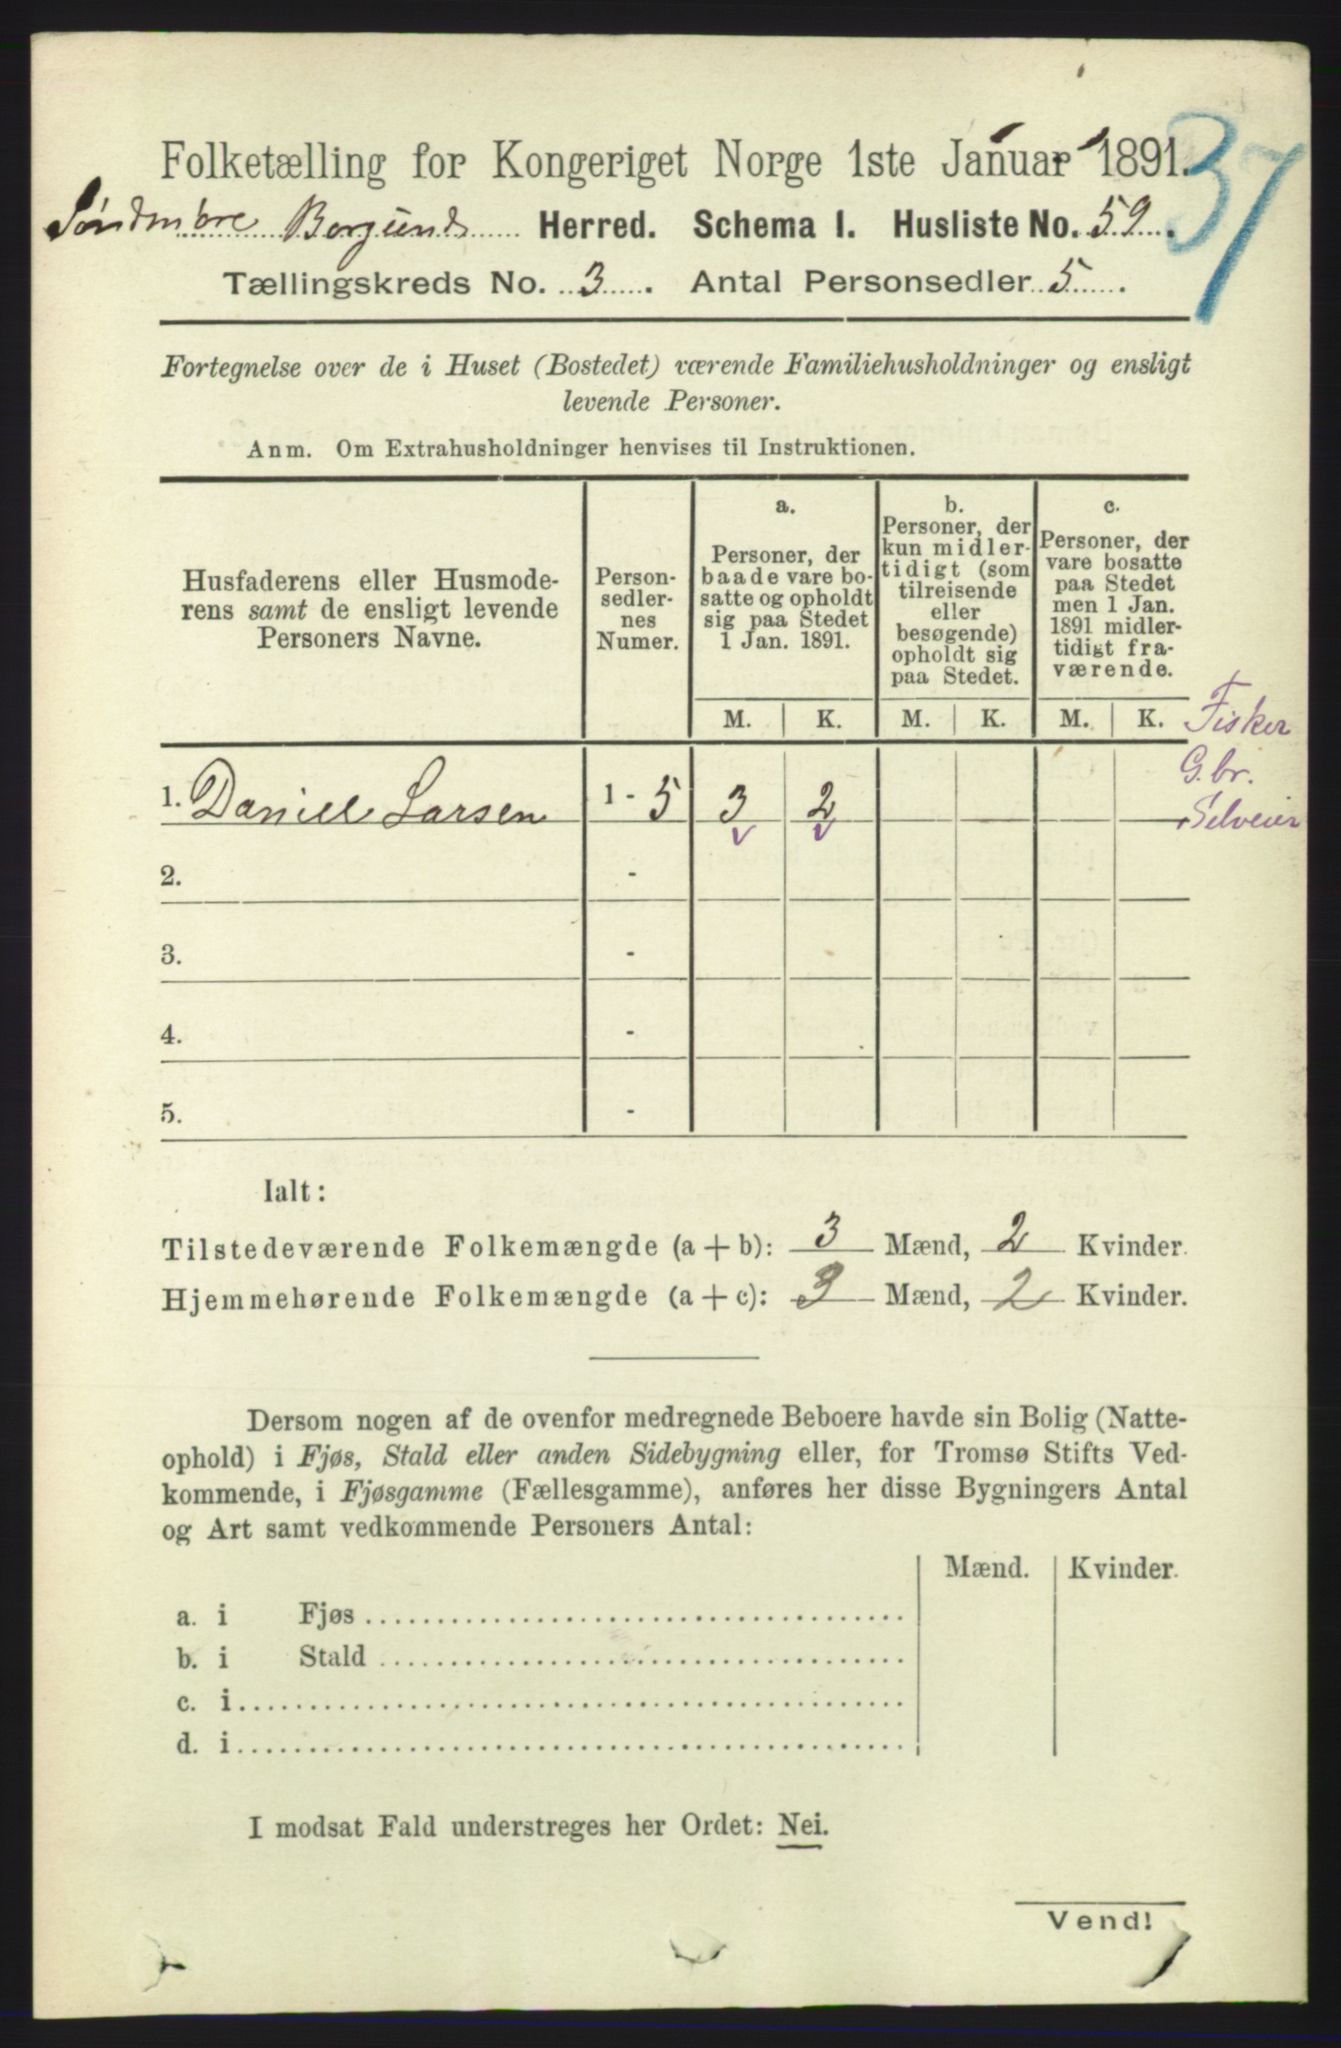 37
Folketælling for Kongeriget Norge 1ste Januar 1891.
Søndmøre Borgund Herred. Schema I. Husliste No. 59.
Tællingskreds No. 3. Antal Personsedler 5.
Fortegnelse over de i Huset (Bostedet) værende Familiehusholdninger og ensligt
levende Personer.
Anm. Om Extrahusholdninger henvises til Instruktionen.
Husfaderens eller Husmode-
rens samt de ensligt levende
Personers Navne.
Person-
sedler-
nes
Numer.
a.
Personer, der
baade vare bo-
satte og opholdt
sig paa Stedet
1 Jan. 1891.
b.
Personer, der
kun midler-
tidigt (som
tilreisende
eller
besøgende)
opholdt sig
paa Stedet.
c.
Personer, der
vare bosatte
paa Stedet
men 1 Jan.
1891 midler-
tidigt fra-
værende.
M. K. M. K. M. K.
Fisker
G.br.
Selveier
1. Daniel Larsen 1 - 5 3 2
2. -
3. -
4. -
5. -
Ialt:
Tilstedeværende Folkemængde (a + b): 3 Mænd, 2 Kvinder.
Hjemmehørende Folkemængde (a + c): 3 Mænd, 2 Kvinder.
Dersom nogen af de ovenfor medregnede Beboere havde sin Bolig (Natte-
ophold) i Fjøs, Stald eller anden Sidebygning eller, for Tromsø Stifts Ved-
kommende, i Fjøsgamme (Fællesgamme), anføres her disse Bygningers Antal
og Art samt vedkommende Personers Antal:
Mænd. Kvinder.
a. i Fjøs
b. i Stald
c. i
d. i
I modsat Fald understreges her Ordet: Nei.
Vend!